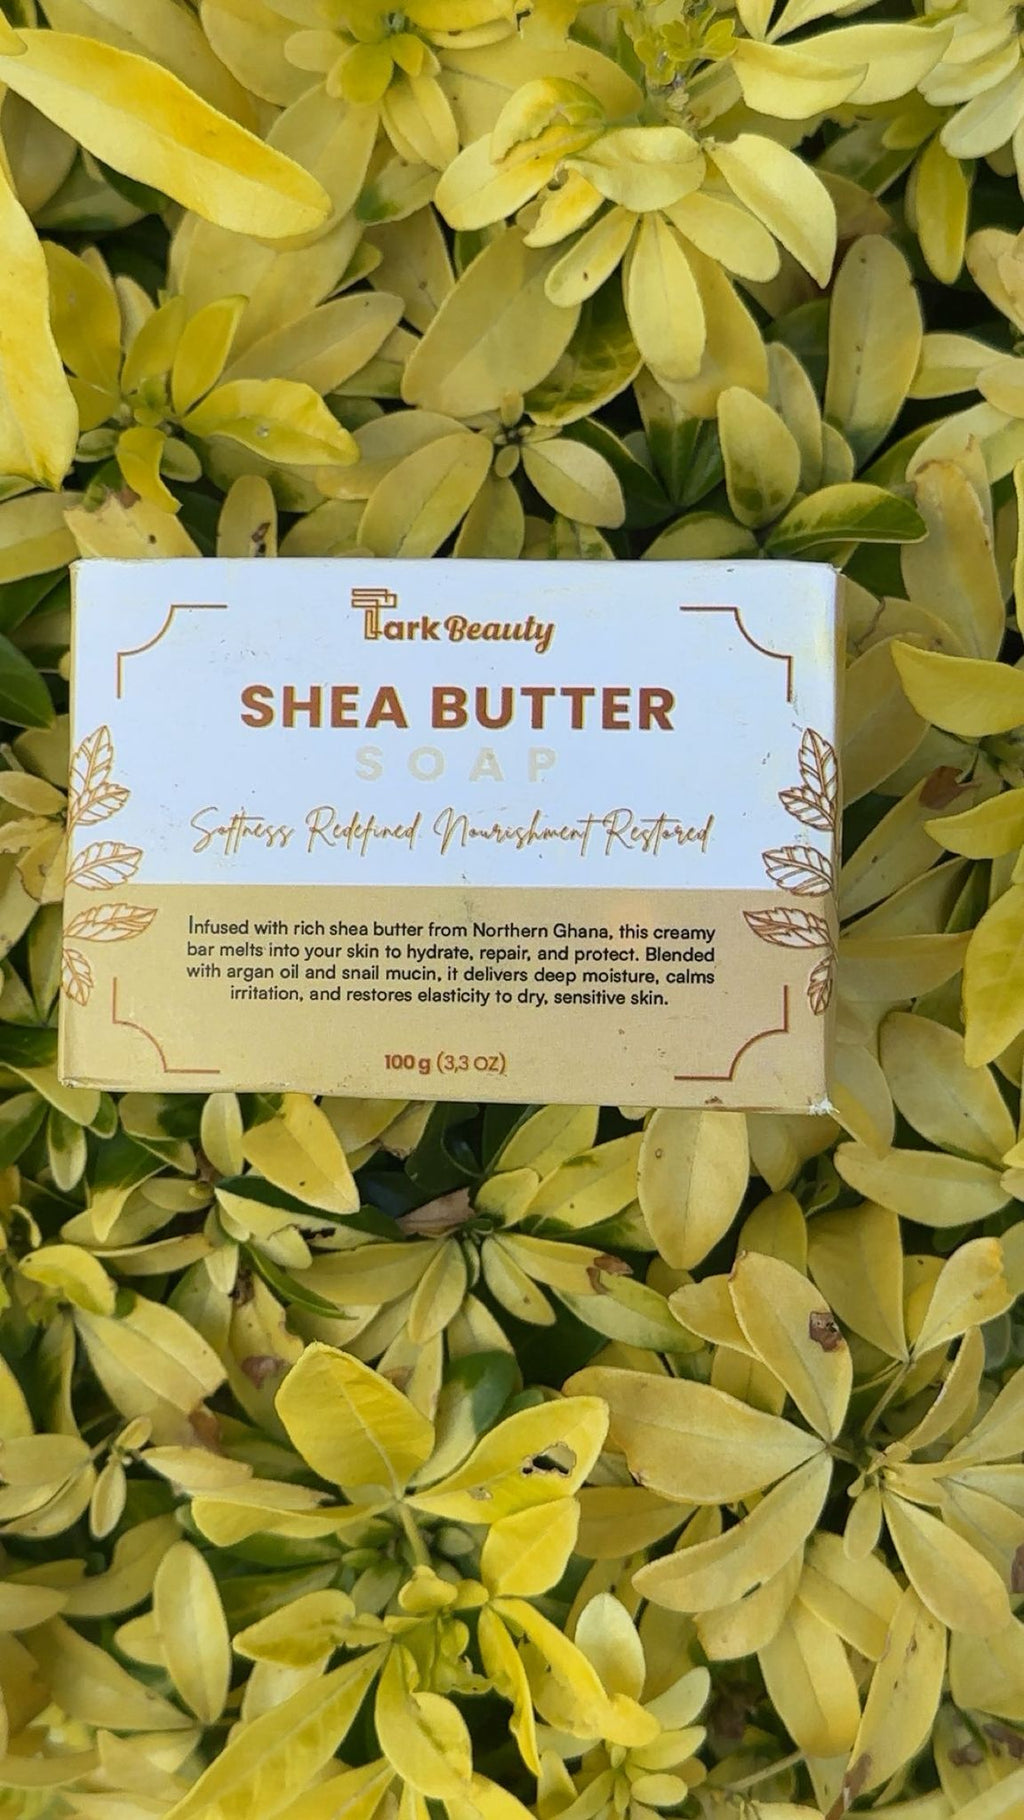 Tark Beauty
SHEA BUTTER
SOAP
Softness Redefined. Nourishment Restored.
Infused with rich shea butter from Northern Ghana, this creamy
bar melts into your skin to hydrate, repair, and protect. Blended
with argan oil and snail mucin, it delivers deep moisture, calms
irritation, and restores elasticity to dry, sensitive skin.
100 g (3,3 OZ)